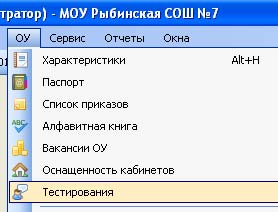 тратор) - МОУ Рыбинская СОШ №7
ОУ Сервис Отчеты Окна
Характеристики Alt+H
Паспорт
Список приказов
Алфавитная книга
Вакансии ОУ
Оснащенность кабинетов
Тестирования